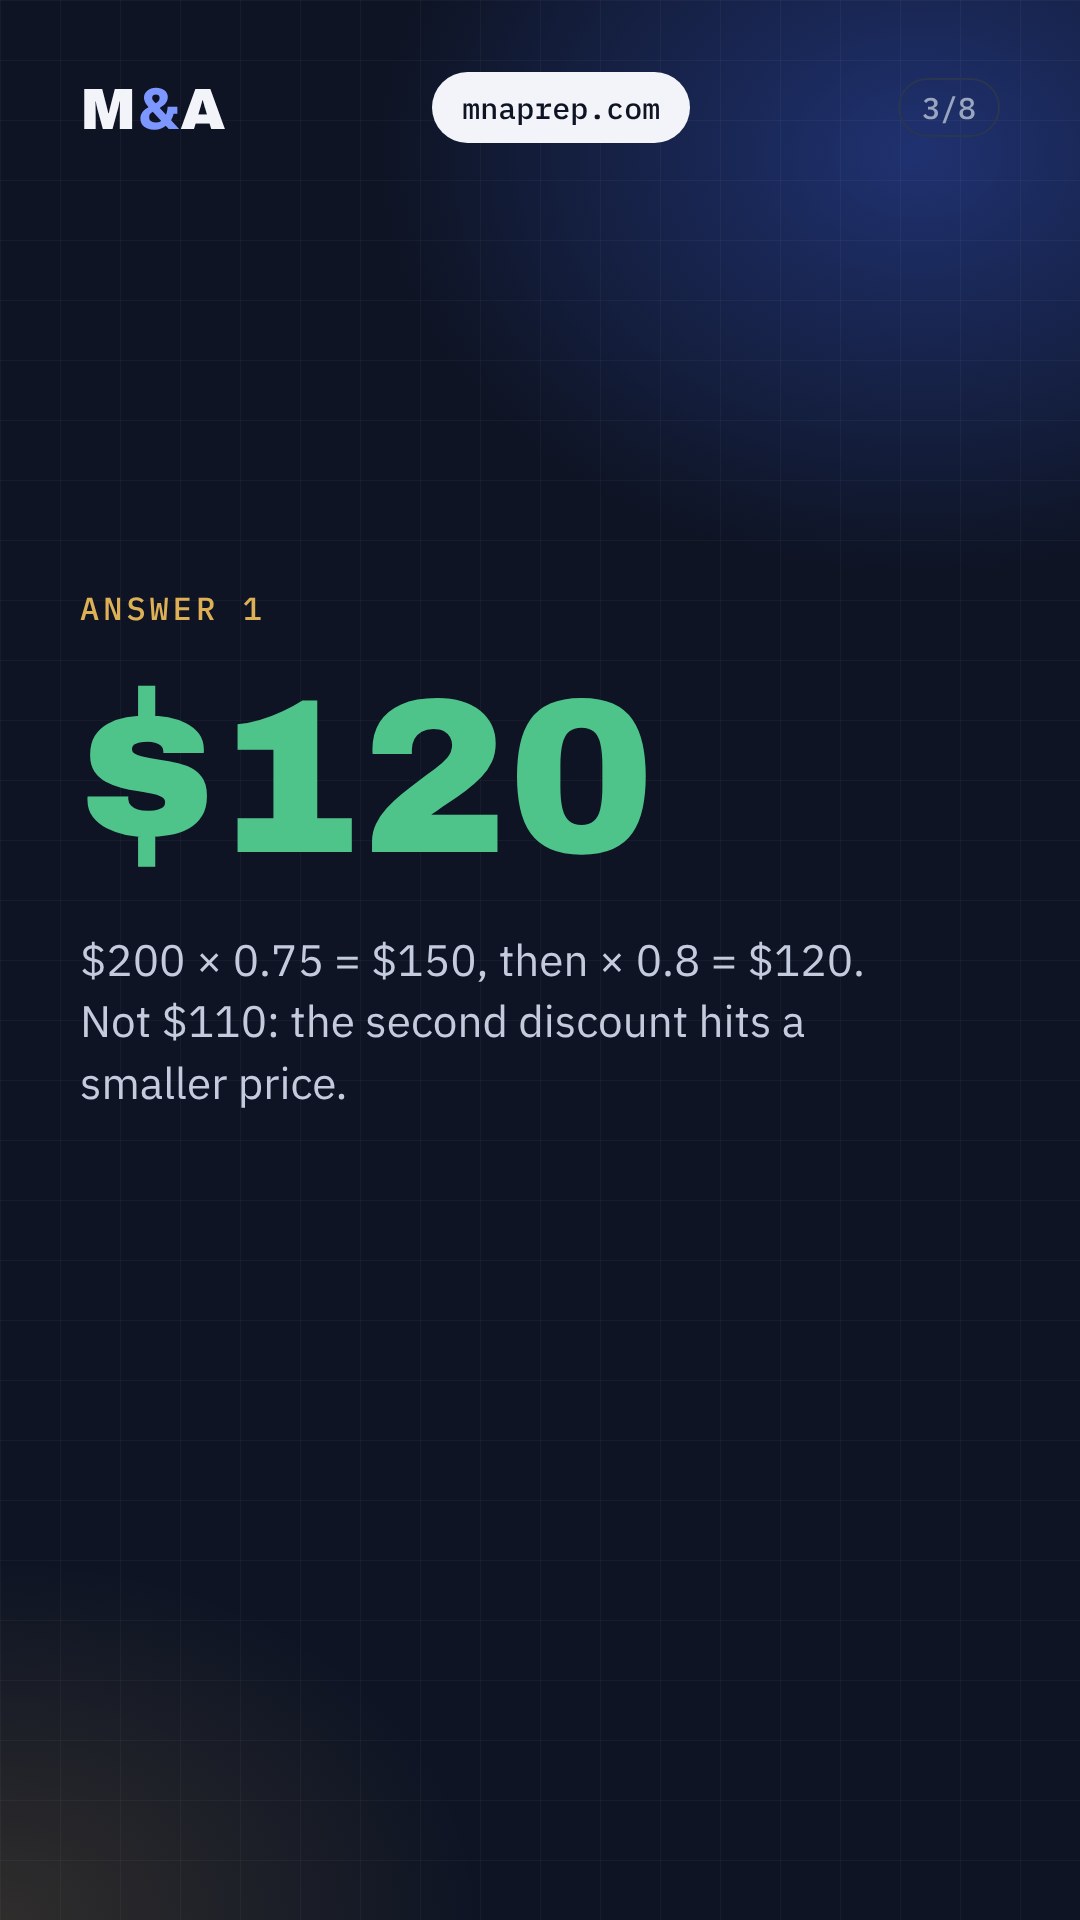 M&A
mnaprep.com
3/8
ANSWER 1
$120
$200 × 0.75 = $150, then × 0.8 = $120.
Not $110: the second discount hits a
smaller price.